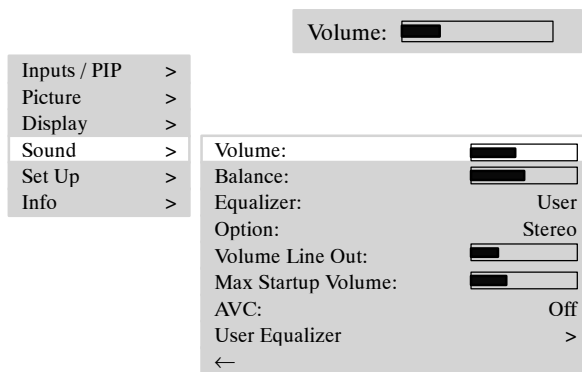 Volume:
Inputs / PIP >
Picture >
Display >
Sound >
Set Up >
Info >
Volume:
Balance:
Equalizer: User
Option: Stereo
Volume Line Out:
Max Startup Volume:
AVC: Off
User Equalizer >
←